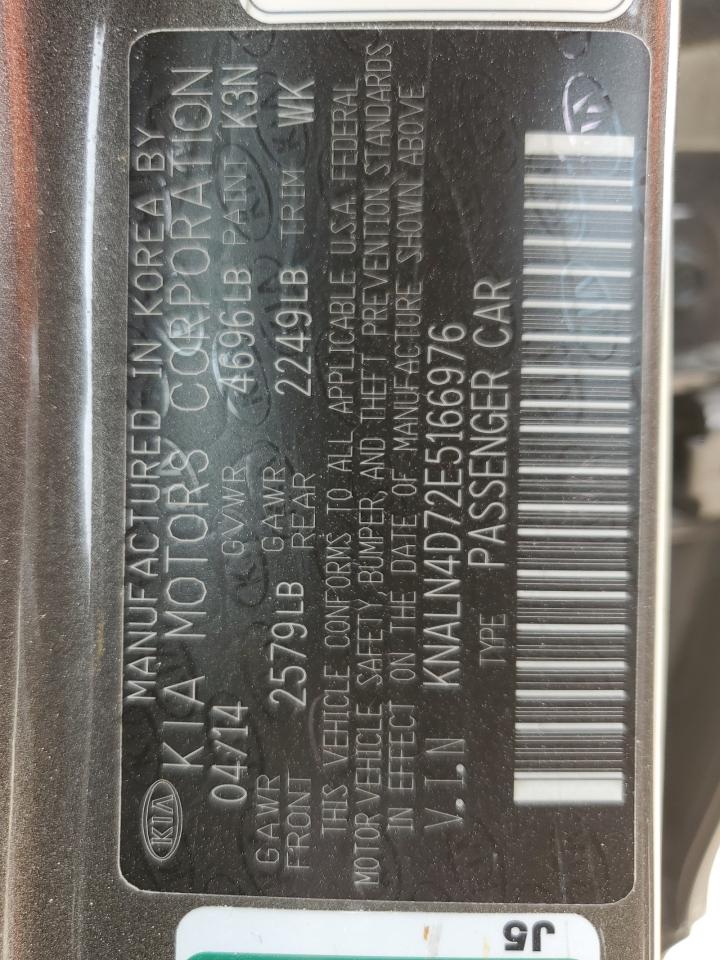 KIA
MANUFACTURED IN KOREA BY
KIA MOTORS CORPORATION
04/14 GVWR 4696LB PAINT K3N
GAWR FRONT 2579LB GAWR REAR 2249LB TRIM WK
THIS VEHICLE CONFORMS TO ALL APPLICABLE U.S.A. FEDERAL
MOTOR VEHICLE SAFETY, BUMPER, AND THEFT PREVENTION STANDARDS
IN EFFECT ON THE DATE OF MANUFACTURE SHOWN ABOVE
V.I.N KNALN4D72E5166976
TYPE PASSENGER CAR
J5